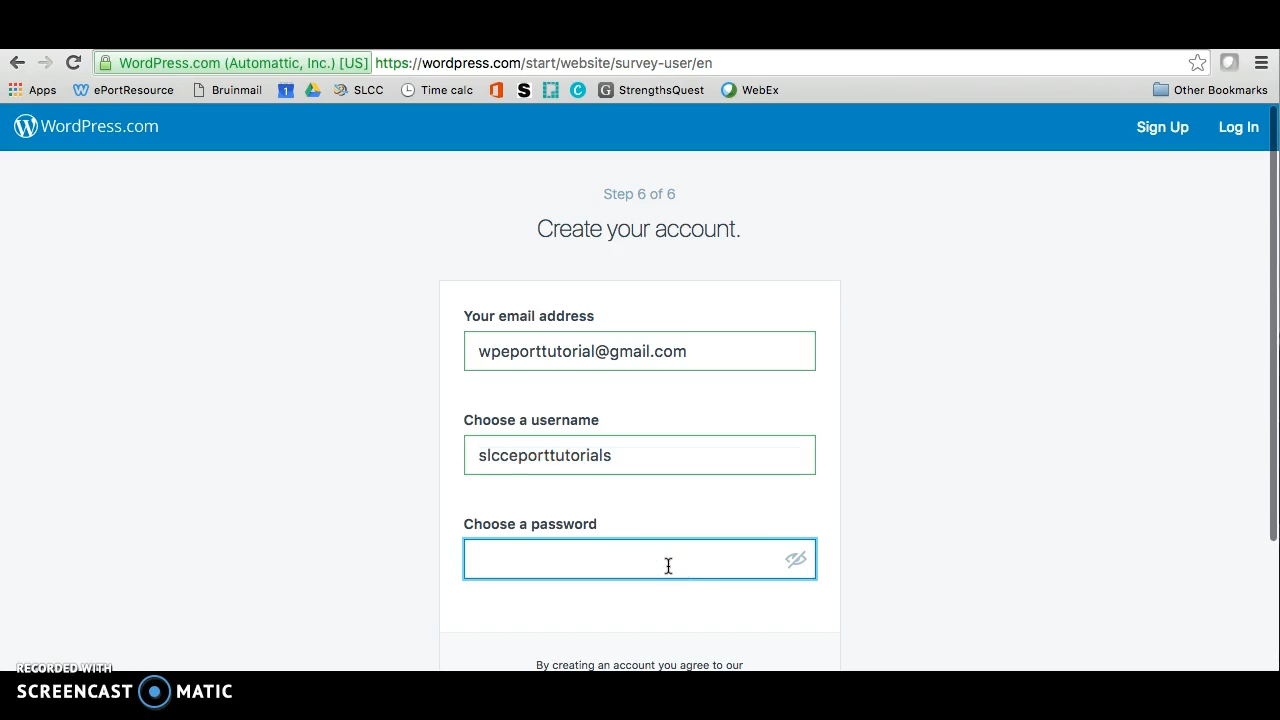 WordPress.com (Automattic, Inc.) [US] https://wordpress.com/start/website/survey-user/en
Apps ePortResource Bruinmail 1 SLCC Time calc S C G StrengthsQuest WebEx Other Bookmarks
WordPress.com Sign Up Log In
Step 6 of 6
Create your account.
Your email address
wpeporttutorial@gmail.com
Choose a username
slcceporttutorials
Choose a password
By creating an account you agree to our
RECORDED WITH
SCREENCAST MATIC